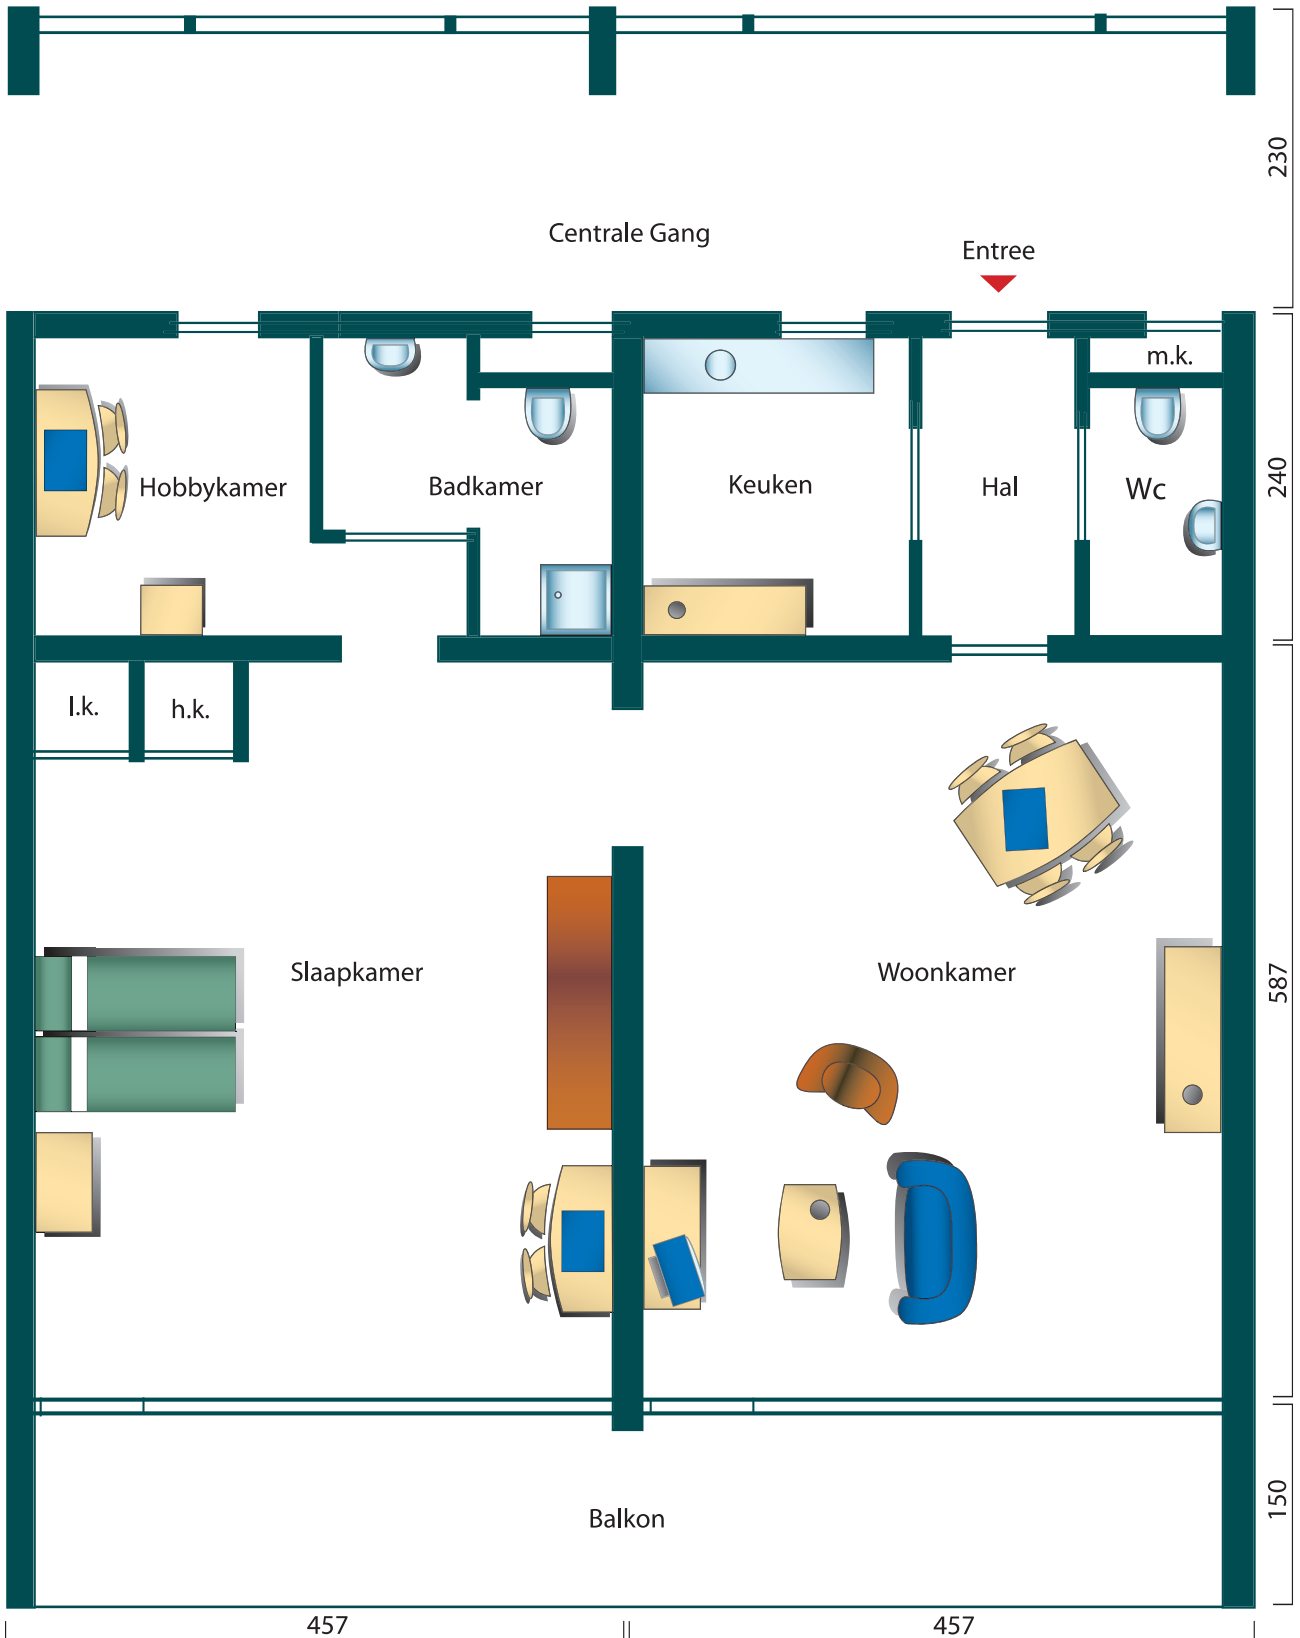 230
Centrale Gang
Entree
m.k.
Hobbykamer
Badkamer
Keuken
Hal
Wc
240
l.k.
h.k.
Slaapkamer
Woonkamer
587
Balkon
150
457
457